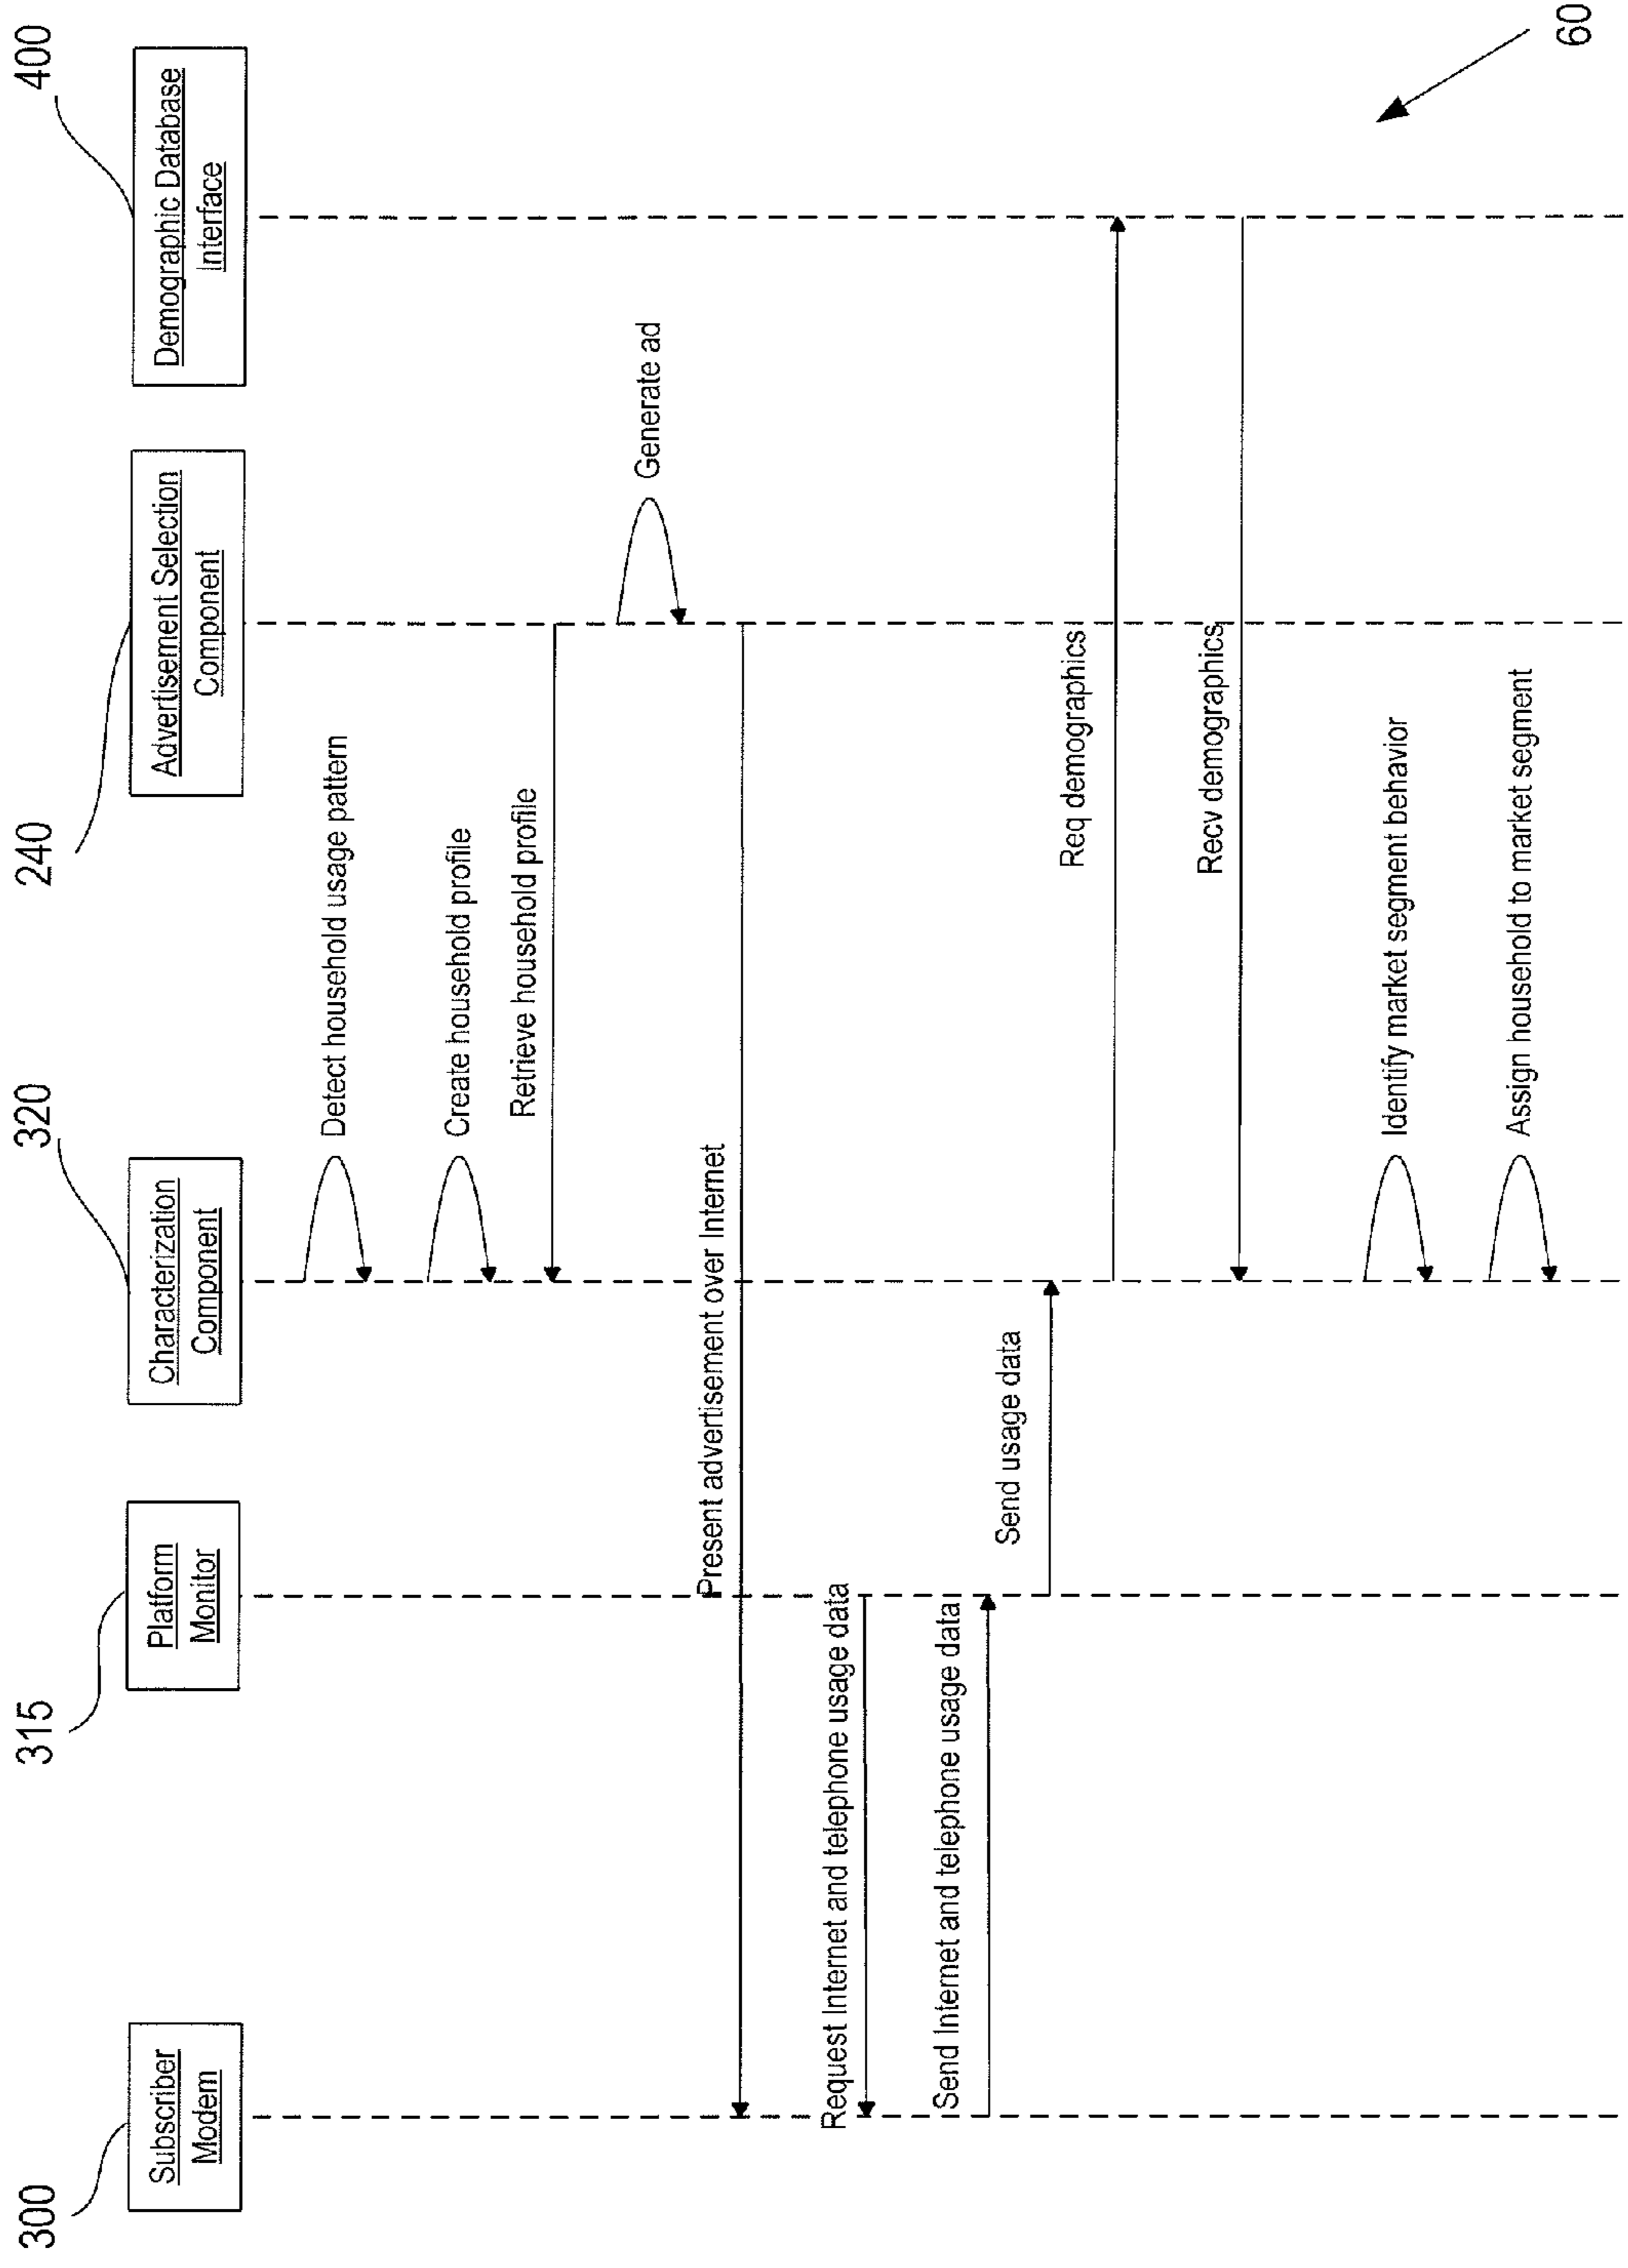 300
315
320
240
400
Subscriber
Modem
Platform
Monitor
Characterization
Component
Advertisement Selection
Component
Demographic Database
Interface
Detect household usage pattern
Create household profile
Retrieve household profile
Generate ad
Present advertisement over Internet
Request Internet and telephone usage data
Send Internet and telephone usage data
Send usage data
Req demographics
Recv demographics
Identify market segment behavior
Assign household to market segment
60